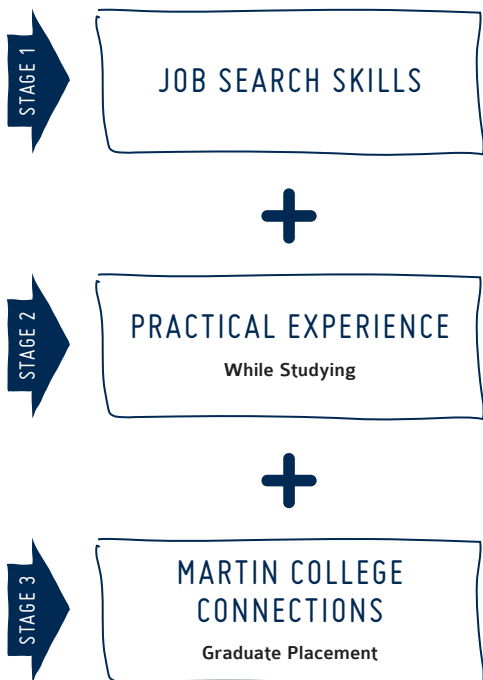 STAGE 1
JOB SEARCH SKILLS
STAGE 2
PRACTICAL EXPERIENCE
While Studying
STAGE 3
MARTIN COLLEGE
CONNECTIONS
Graduate Placement